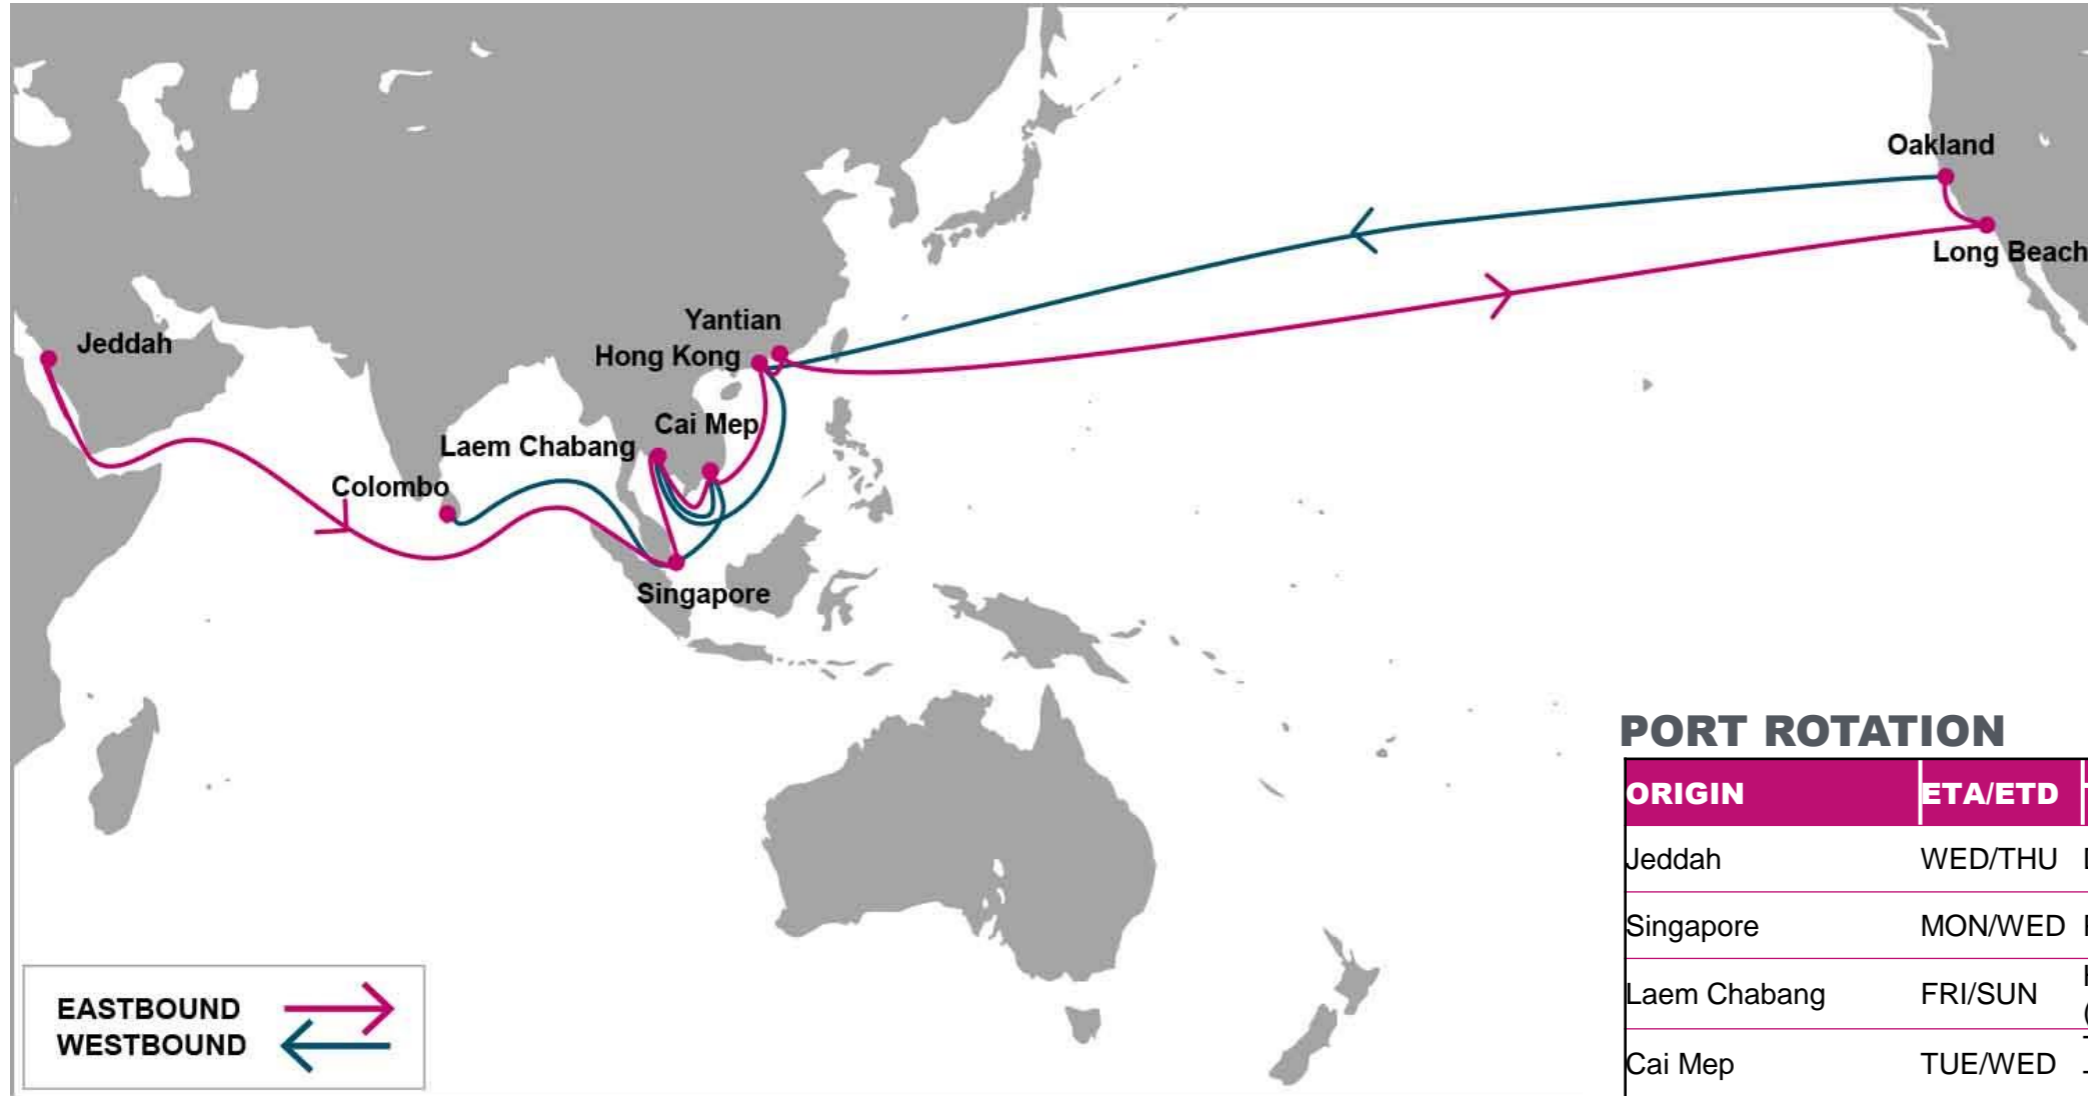 Oakland
Long Beach
Yantian
Hong Kong
Jeddah
Cai Mep
Laem Chabang
Colombo
Singapore
PORT ROTATION
ORIGIN ETA/ETD
Jeddah WED/THU
Singapore MON/WED
Laem Chabang FRI/SUN
Cai Mep TUE/WED
EASTBOUND
WESTBOUND